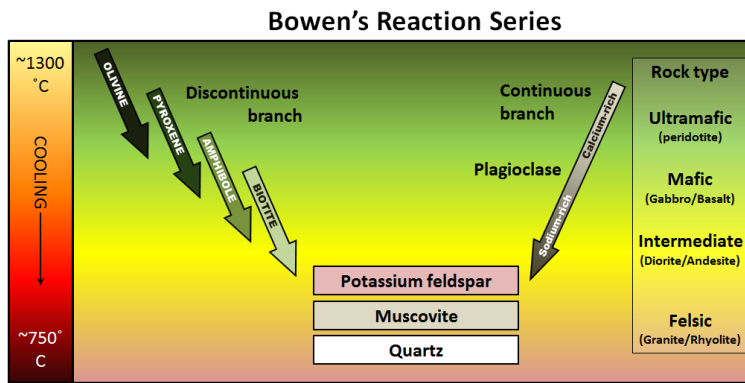 Bowen's Reaction Series
~1300
°C
COOLING
~750°
C
OLIVINE
PYROXENE
AMPHIBOLE
BIOTITE
Discontinuous
branch
Continuous
branch
Plagioclase
Calcium-rich
Sodium-rich
Potassium feldspar
Muscovite
Quartz
Rock type
Ultramafic
(peridotite)
Mafic
(Gabbro/Basalt)
Intermediate
(Diorite/Andesite)
Felsic
(Granite/Rhyolite)